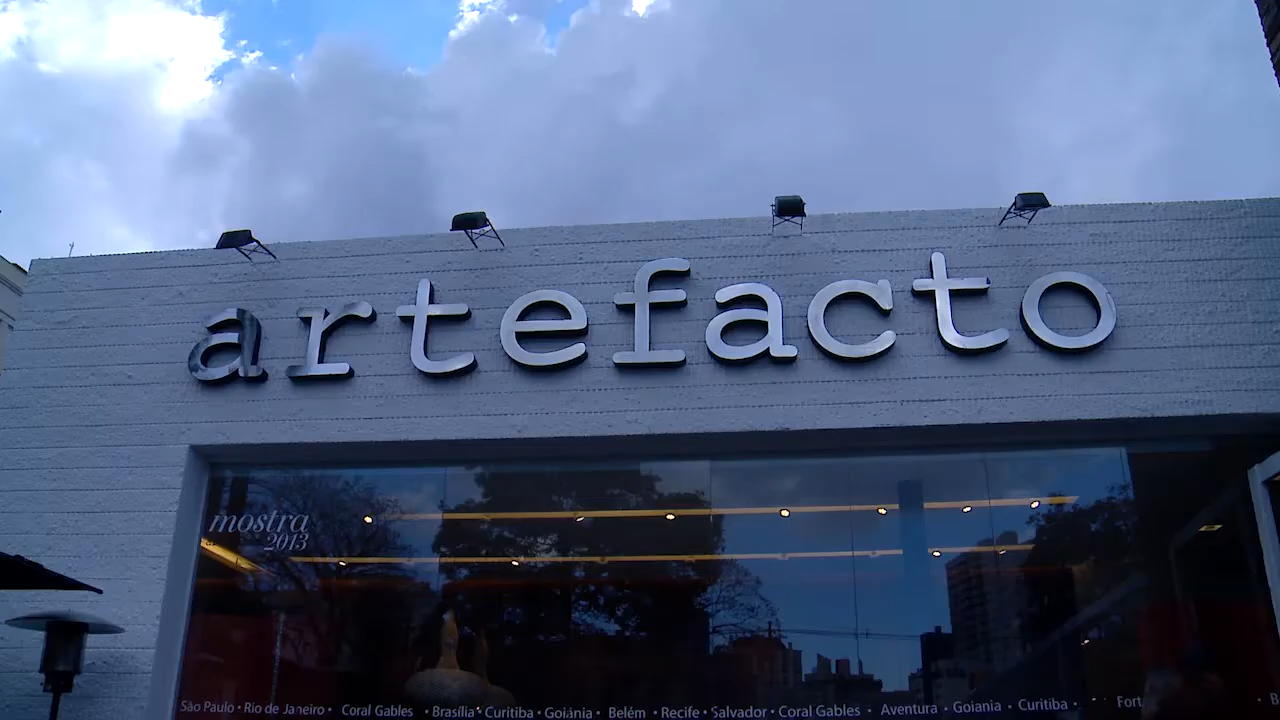 artefacto
mostra
2013
São Paulo • Rio de Janeiro • Coral Gables • Brasília • Curitiba • Goiânia • Belém • Recife • Salvador • Coral Gables • Aventura • Goiania • Curitiba •